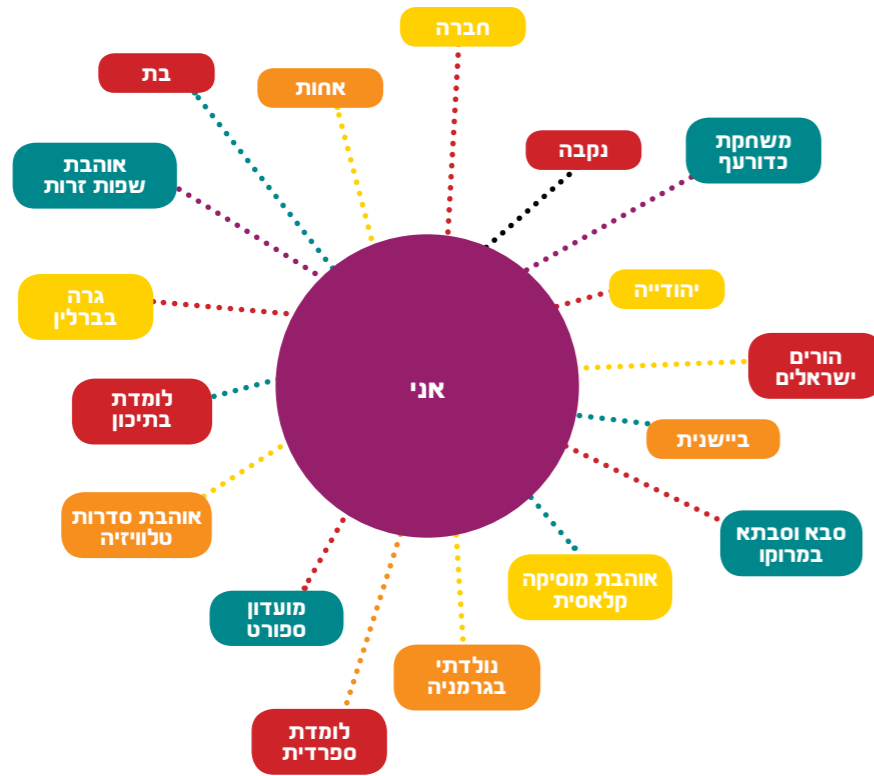 חברה
בת
אחות
נקבה
משחקת
כדורעף
אוהבת
שפות זרות
יהודייה
גרה
בברלין
הורים
ישראלים
אני
לומדת
בתיכון
ביישנית
אוהבת סדרות
טלוויזיה
סבא וסבתא
במרוקו
אוהבת מוסיקה
קלאסית
מועדון
ספורט
נולדתי
בגרמניה
לומדת
ספרדית